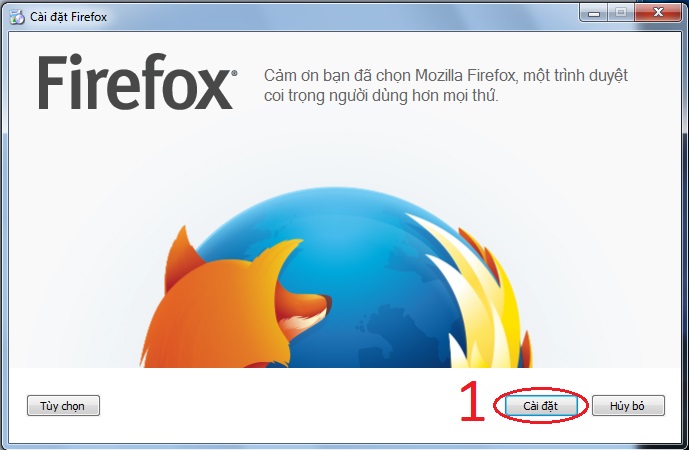 Cài đặt Firefox
Firefox®
Cảm ơn bạn đã chọn Mozilla Firefox, một trình duyệt
coi trọng người dùng hơn mọi thứ.
Tùy chọn
1
Cài đặt
Hủy bỏ